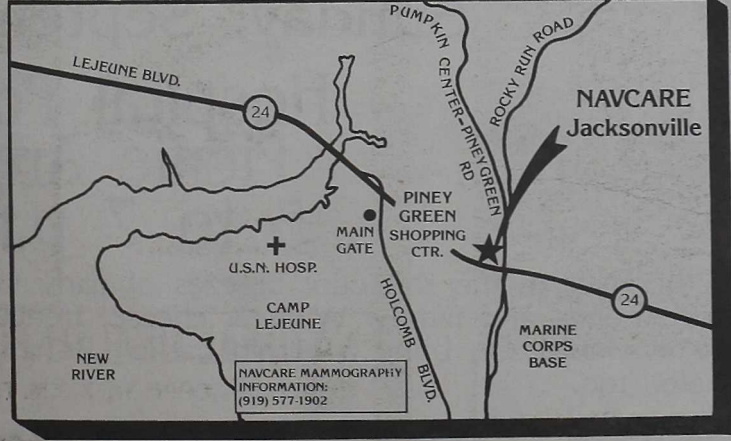 LEJEUNE BLVD.
24
PUMPKIN CENTER-PINEY GREEN
RD
ROCKY RUN ROAD
NAVCARE
Jacksonville
PINEY
GREEN
SHOPPING
CTR.
MAIN
GATE
U.S.N. HOSP.
CAMP
LEJEUNE
HOLCOMB BLVD.
24
MARINE
CORPS
BASE
NEW
RIVER
NAVCARE MAMMOGRAPHY
INFORMATION:
(919) 577-1902